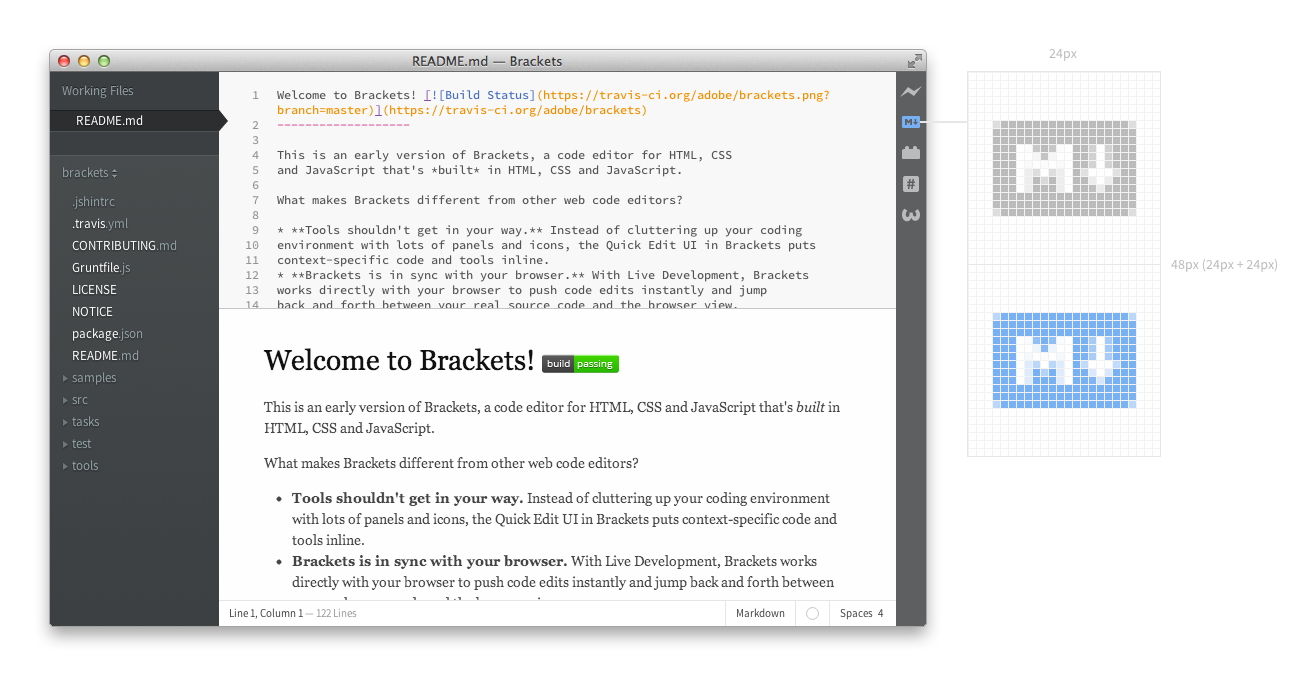 README.md — Brackets
Working Files
README.md
brackets
.jshintrc
.travis.yml
CONTRIBUTING.md
Gruntfile.js
LICENSE
NOTICE
package.json
README.md
samples
src
tasks
test
tools
1 Welcome to Brackets! [![Build Status](https://travis-ci.org/adobe/brackets.png?
branch=master)](https://travis-ci.org/adobe/brackets)
2 -------------------
3
4 This is an early version of Brackets, a code editor for HTML, CSS
5 and JavaScript that's *built* in HTML, CSS and JavaScript.
6
7 What makes Brackets different from other web code editors?
8
9 * **Tools shouldn't get in your way.** Instead of cluttering up your coding
10 environment with lots of panels and icons, the Quick Edit UI in Brackets puts
11 context-specific code and tools inline.
12 * **Brackets is in sync with your browser.** With Live Development, Brackets
13 works directly with your browser to push code edits instantly and jump
14 back and forth between your real source code and the browser view.
Welcome to Brackets! build passing
This is an early version of Brackets, a code editor for HTML, CSS and JavaScript that's built in
HTML, CSS and JavaScript.
What makes Brackets different from other web code editors?
• Tools shouldn't get in your way. Instead of cluttering up your coding environment
with lots of panels and icons, the Quick Edit UI in Brackets puts context-specific code and
tools inline.
• Brackets is in sync with your browser. With Live Development, Brackets works
directly with your browser to push code edits instantly and jump back and forth between
Line 1, Column 1 — 122 Lines
Markdown
Spaces 4
M↓
#
24px
M↓
48px (24px + 24px)
M↓